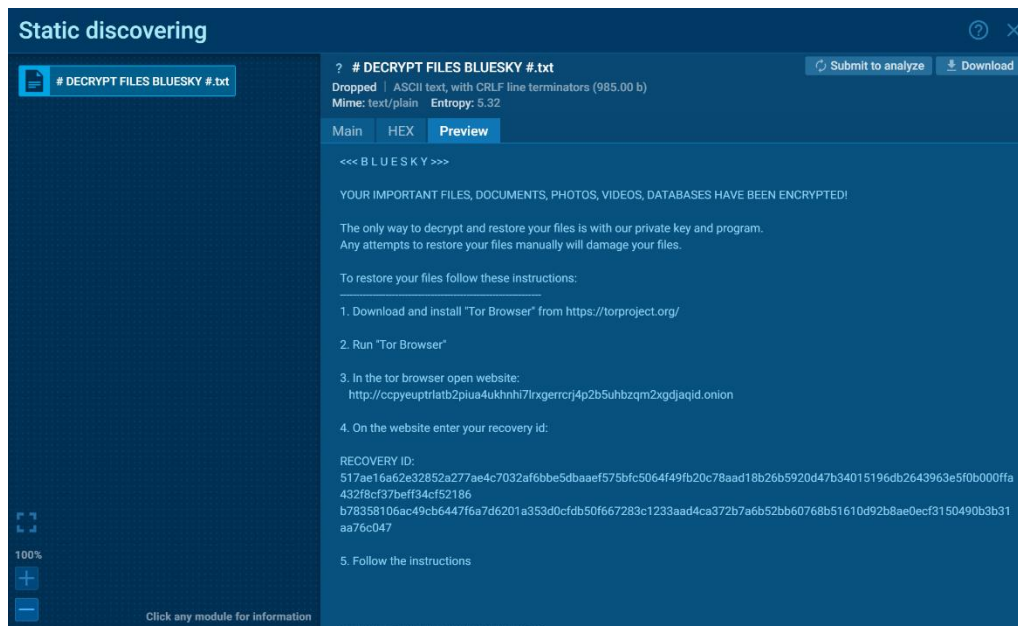 Static discovering
# DECRYPT FILES BLUESKY #.txt
? # DECRYPT FILES BLUESKY #.txt
Submit to analyze
Download
Dropped | ASCII text, with CRLF line terminators (985.00 b)
Mime: text/plain Entropy: 5.32
Main HEX Preview
<<< B L U E S K Y >>>
YOUR IMPORTANT FILES, DOCUMENTS, PHOTOS, VIDEOS, DATABASES HAVE BEEN ENCRYPTED!
The only way to decrypt and restore your files is with our private key and program.
Any attempts to restore your files manually will damage your files.
To restore your files follow these instructions:
--------------------------------------------------------------
1. Download and install "Tor Browser" from https://torproject.org/
2. Run "Tor Browser"
3. In the tor browser open website:
http://ccpyeuptrlatb2piua4ukhnhi7lrxgerrcrj4p2b5uhbzqm2xgdjaqid.onion
4. On the website enter your recovery id:
RECOVERY ID:
517ae16a62e32852a277ae4c7032af6bbe5dbaaef575bfc5064f49fb20c78aad18b26b5920d47b34015196db2643963e5f0b000ffa
432f8cf37beff34cf52186
b78358106ac49cb6447f6a7d6201a353d0cfdb50f667283c1233aad4ca372b7a6b52bb60768b51610d92b8ae0ecf3150490b3b31
aa76c047
5. Follow the instructions
100%
Click any module for information